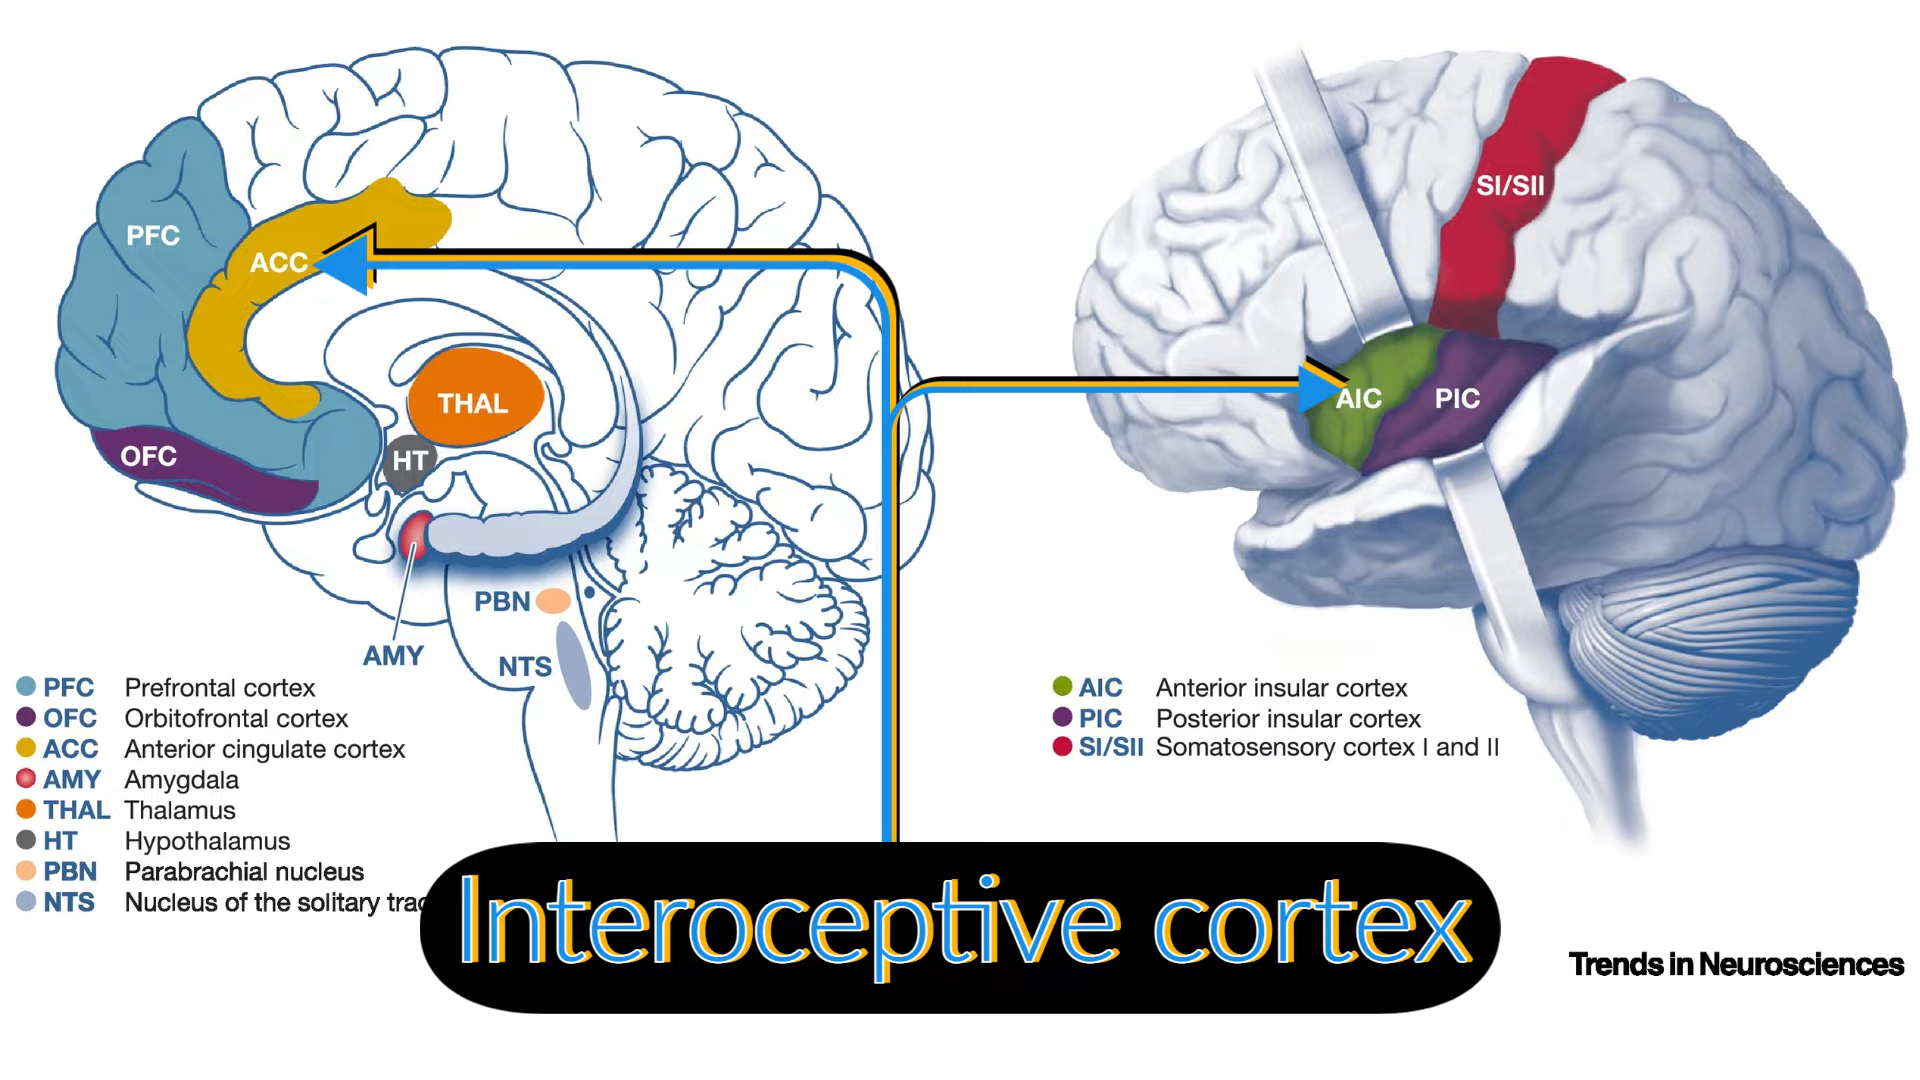 PFC
ACC
THAL
OFC
HT
PBN
AMY
NTS
SI/SII
AIC
PIC
PFC Prefrontal cortex
OFC Orbitofrontal cortex
ACC Anterior cingulate cortex
AMY Amygdala
THAL Thalamus
HT Hypothalamus
PBN Parabrachial nucleus
NTS Nucleus of the solitary
AIC Anterior insular cortex
PIC Posterior insular cortex
SI/SII Somatosensory cortex I and II
Interoceptive cortex
Trends in Neurosciences